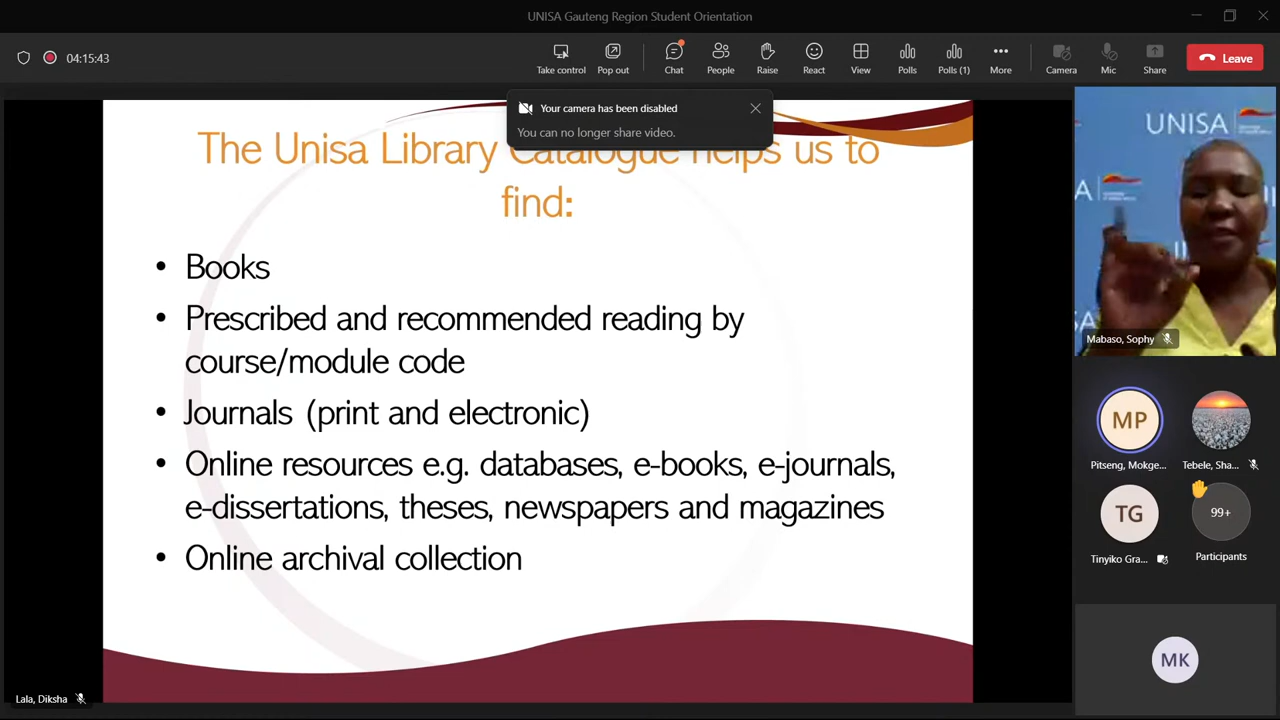 UNISA Gauteng Region Student Orientation
04:15:43
Take control
Pop out
Chat
People
Raise
React
View
Polls
Polls (1)
More
Camera
Mic
Share
Leave
Your camera has been disabled
You can no longer share video.
The Unisa Library Catalogue helps us to
find:
• Books
• Prescribed and recommended reading by
course/module code
• Journals (print and electronic)
• Online resources e.g. databases, e-books, e-journals,
e-dissertations, theses, newspapers and magazines
• Online archival collection
Lala, Diksha
UNISA
Mabaso, Sophy
MP
Pitseng, Mokge...
Tebele, Sha...
TG
Tinyiko Gra...
99+
Participants
MK